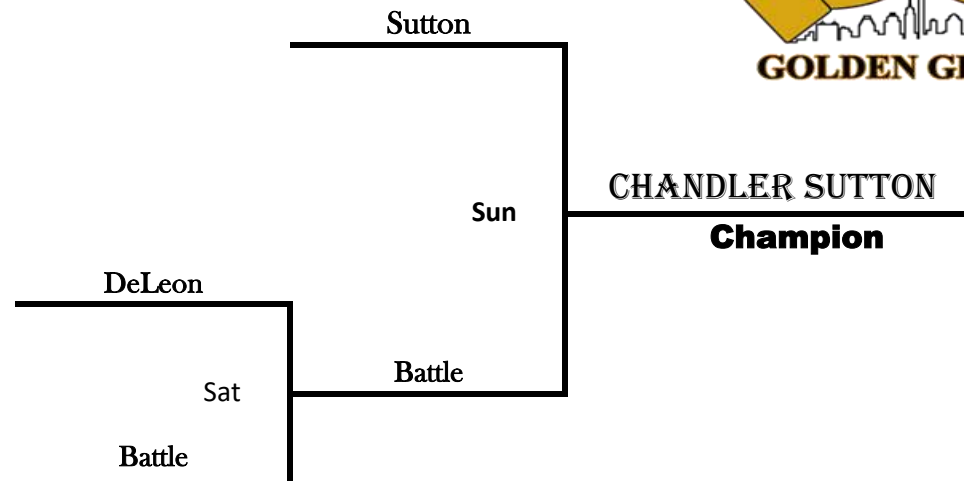 Sutton
GOLDEN
CHANDLER SUTTON
Sun
Champion
DeLeon
Battle
Sat
Battle